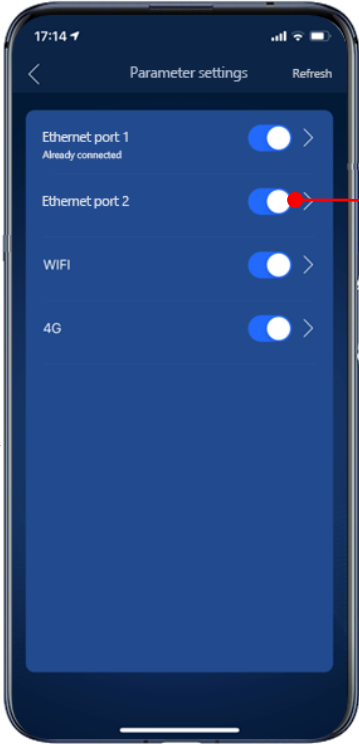 17:14
Parameter settings
Refresh
Ethernet port 1
Already connected
Ethernet port 2
WIFI
4G